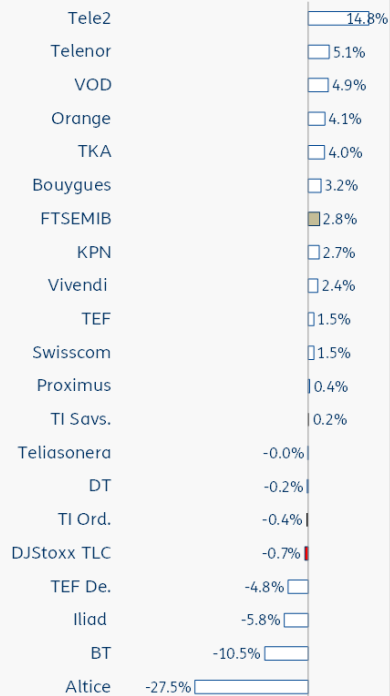 Tele2 14.8%
Telenor 5.1%
VOD 4.9%
Orange 4.1%
TKA 4.0%
Bouygues 3.2%
FTSEMIB 2.8%
KPN 2.7%
Vivendi 2.4%
TEF 1.5%
Swisscom 1.5%
Proximus 0.4%
TI Savs. 0.2%
Teliasonera -0.0%
DT -0.2%
TI Ord. -0.4%
DJStoxx TLC -0.7%
TEF De. -4.8%
Iliad -5.8%
BT -10.5%
Altice -27.5%